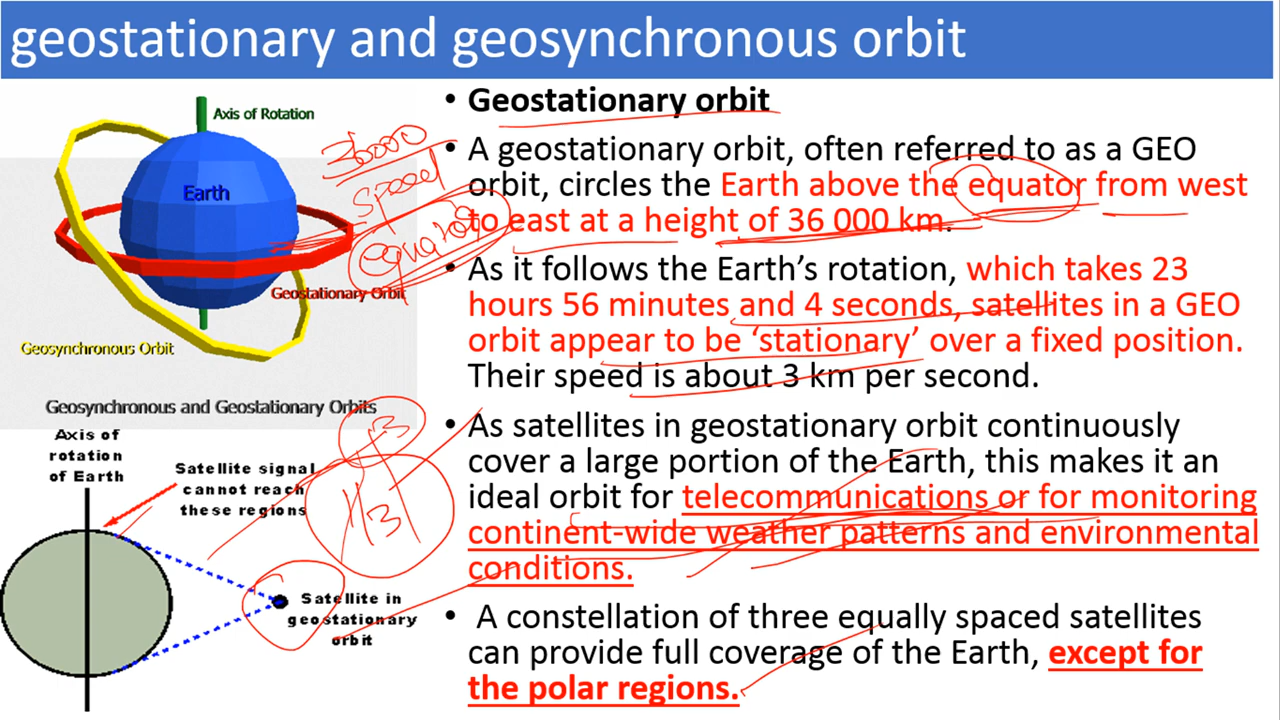 geostationary and geosynchronous orbit
Axis of Rotation
Earth
Geostationary Orbit
Geosynchronous Orbit
Geosynchronous and Geostationary Orbits
36000
speed
equator
Axis of
rotation
of Earth
Satellite signal
cannot reach
these regions
1/3
1/3
Satellite in
geostationary
orbit
• Geostationary orbit
• A geostationary orbit, often referred to as a GEO
orbit, circles the Earth above the equator from west
to east at a height of 36 000 km.
• As it follows the Earth’s rotation, which takes 23
hours 56 minutes and 4 seconds, satellites in a GEO
orbit appear to be ‘stationary’ over a fixed position.
Their speed is about 3 km per second.
• As satellites in geostationary orbit continuously
cover a large portion of the Earth, this makes it an
ideal orbit for telecommunications or for monitoring
continent-wide weather patterns and environmental
conditions.
• A constellation of three equally spaced satellites
can provide full coverage of the Earth, except for
the polar regions.